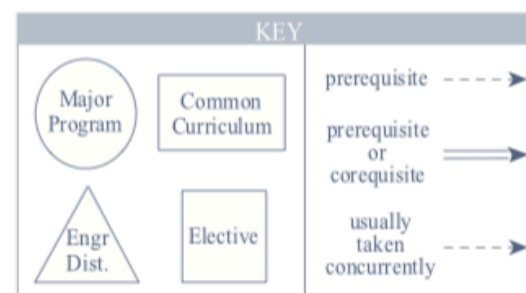 KEY
Major
Program
Common
Curriculum
Engr
Dist.
Elective
prerequisite
prerequisite
or
corequisite
usually
taken
concurrently